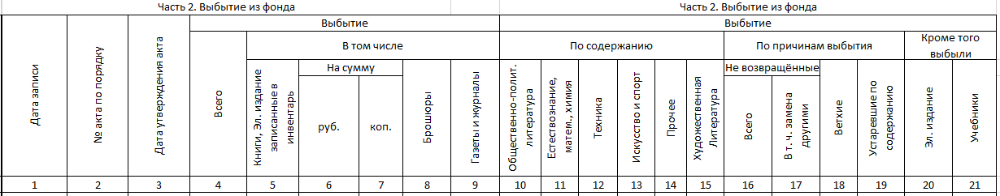 Часть 2. Выбытие из фонда
Часть 2. Выбытие из фонда
Дата записи
№ акта по порядку
Дата утверждения акта
Выбытие
Всего
В том числе
Книги, Эл. издание
записанные в
инвентарь
На сумму
руб.
коп.
Брошюры
Газеты и журналы
Выбытие
По содержанию
Общественно-полит.
литература
Естествознание,
матем., химия
Техника
Искусство и спорт
Прочее
Художественная
Литература
По причинам выбытия
Не возвращённые
Всего
В т. ч. замена
другими
Ветхие
Устаревшие по
содержанию
Кроме того
выбыли
Эл. издание
Учебники
1 2 3 4 5 6 7 8 9 10 11 12 13 14 15 16 17 18 19 20 21